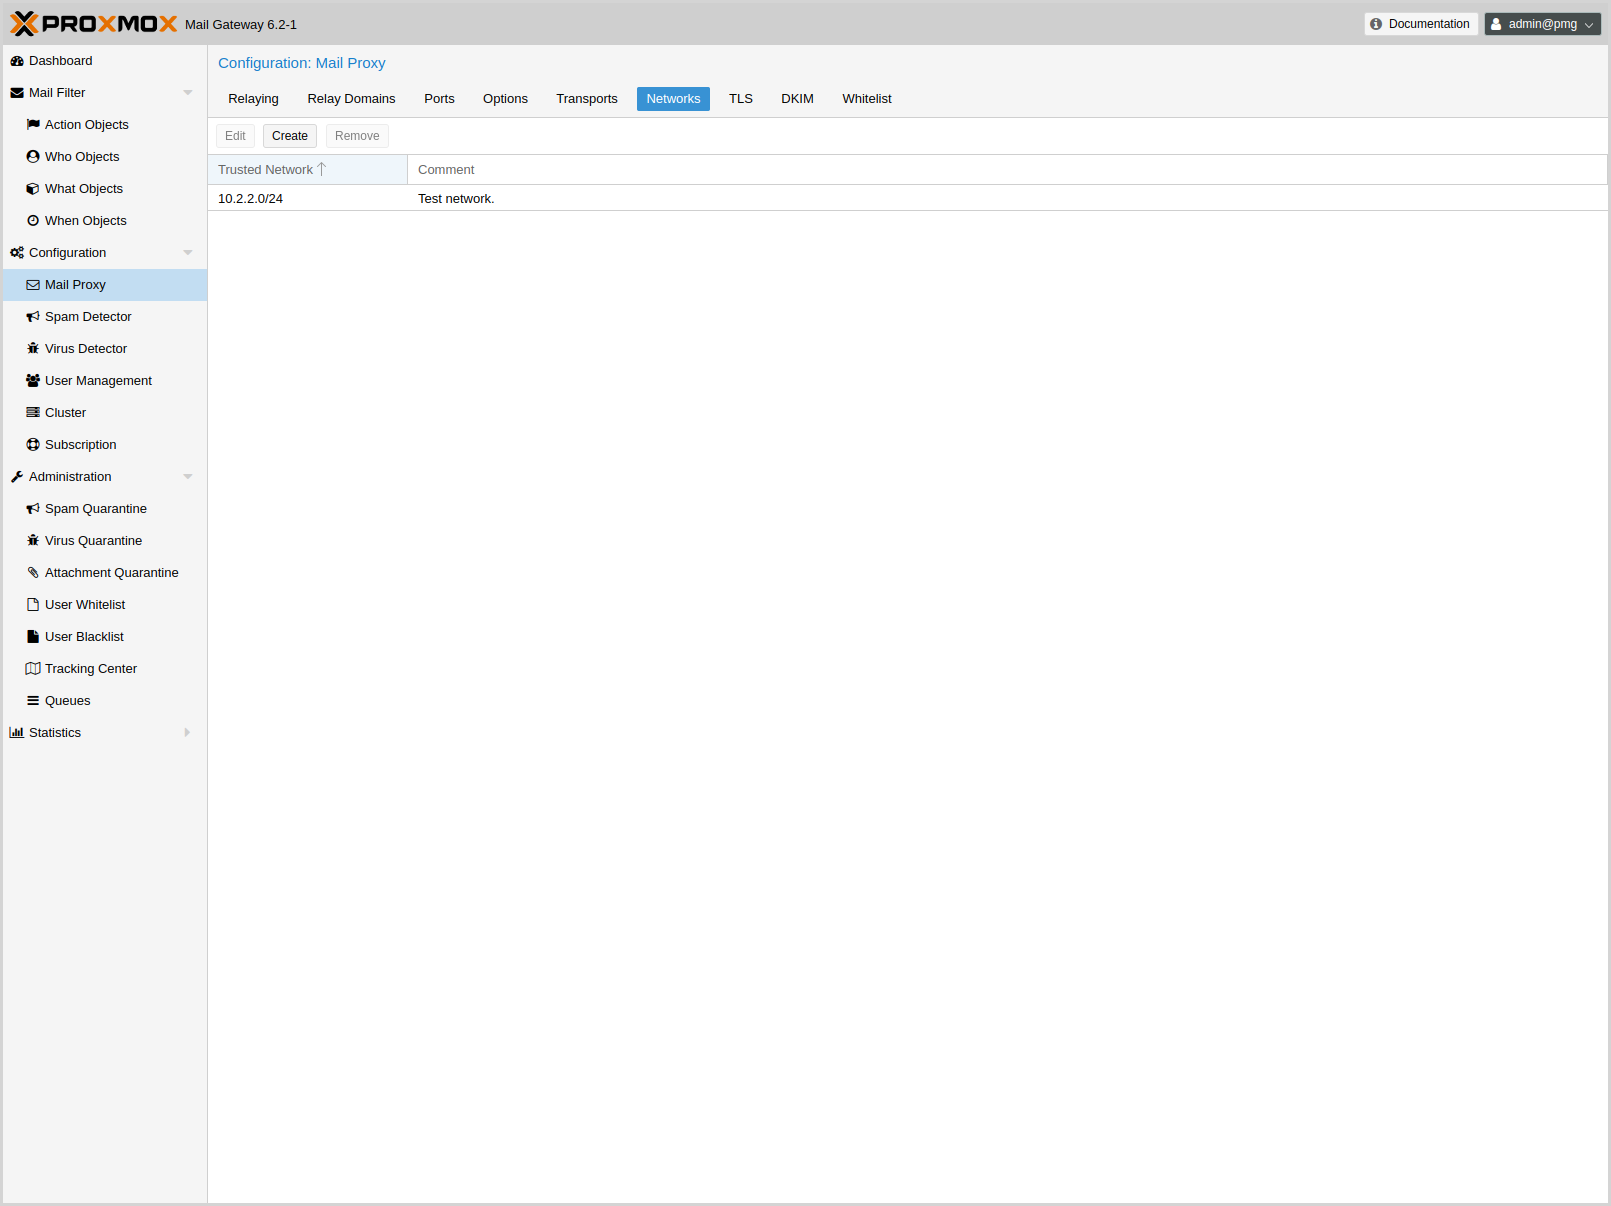 PROXMOX Mail Gateway 6.2-1
Documentation
admin@pmg
Dashboard
Mail Filter
Action Objects
Who Objects
What Objects
When Objects
Configuration
Mail Proxy
Spam Detector
Virus Detector
User Management
Cluster
Subscription
Administration
Spam Quarantine
Virus Quarantine
Attachment Quarantine
User Whitelist
User Blacklist
Tracking Center
Queues
Statistics
Configuration: Mail Proxy
Relaying Relay Domains Ports Options Transports Networks TLS DKIM Whitelist
Edit Create Remove
Trusted Network Comment
10.2.2.0/24 Test network.